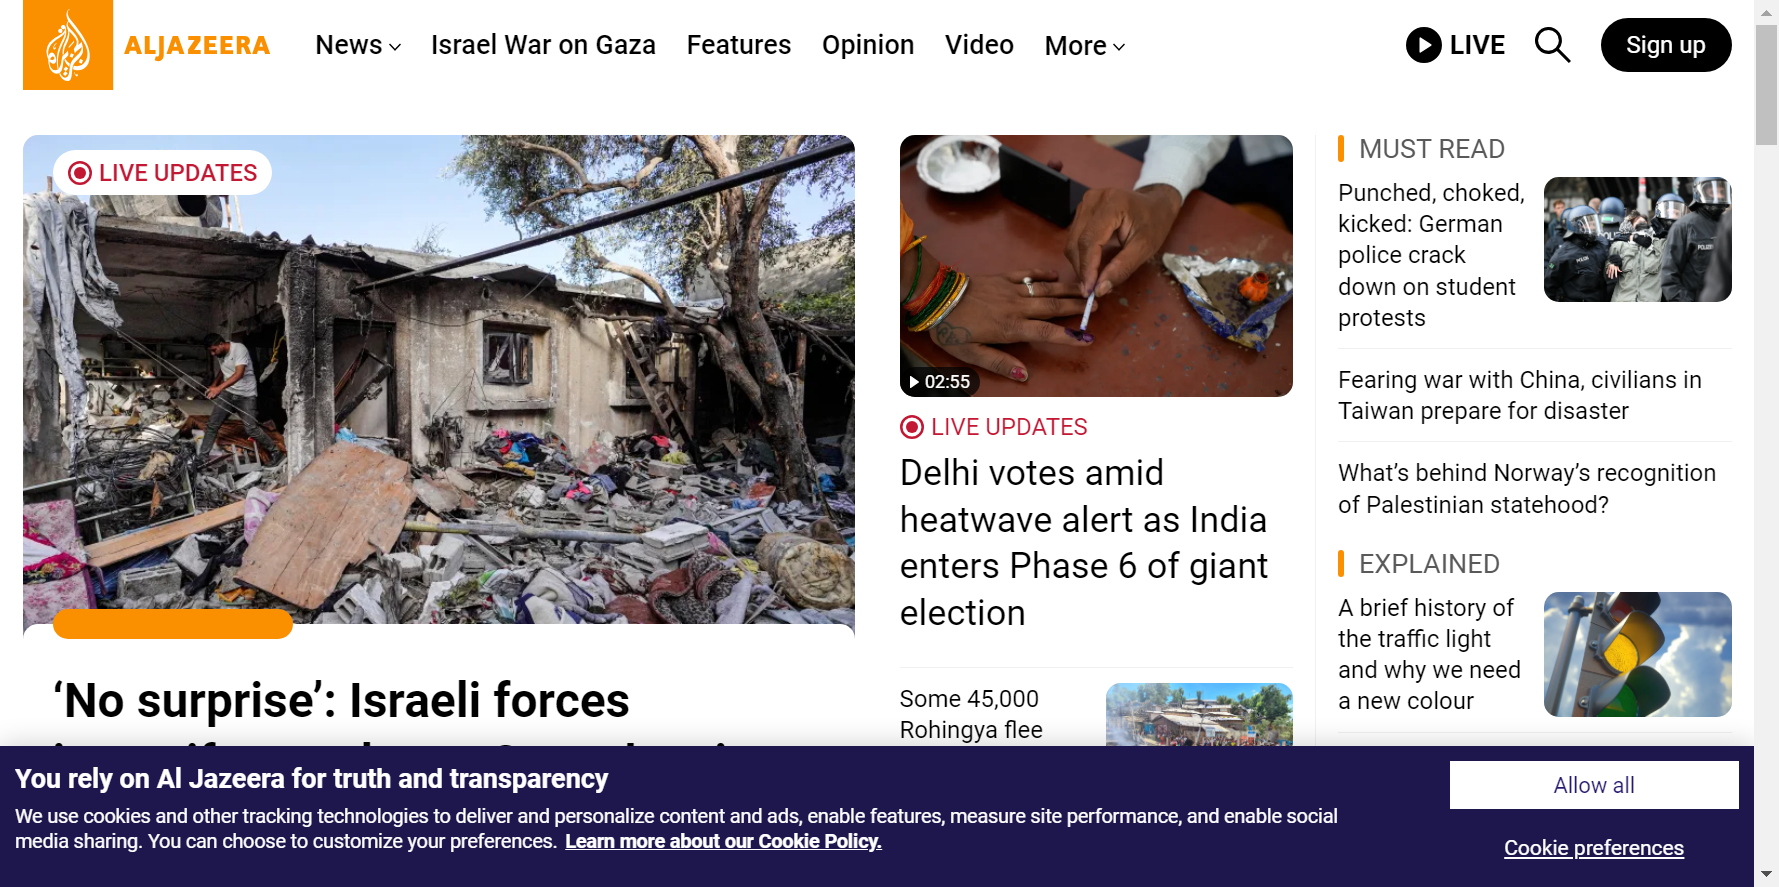 ALJAZEERA
News
Israel War on Gaza
Features
Opinion
Video
More
LIVE
Sign up
LIVE UPDATES
‘No surprise’: Israeli forces
02:55
LIVE UPDATES
Delhi votes amid
heatwave alert as India
enters Phase 6 of giant
election
Some 45,000
Rohingya flee
MUST READ
Punched, choked,
kicked: German
police crack
down on student
protests
Fearing war with China, civilians in
Taiwan prepare for disaster
What’s behind Norway’s recognition
of Palestinian statehood?
EXPLAINED
A brief history of
the traffic light
and why we need
a new colour
You rely on Al Jazeera for truth and transparency
We use cookies and other tracking technologies to deliver and personalize content and ads, enable features, measure site performance, and enable social
media sharing. You can choose to customize your preferences. Learn more about our Cookie Policy.
Allow all
Cookie preferences